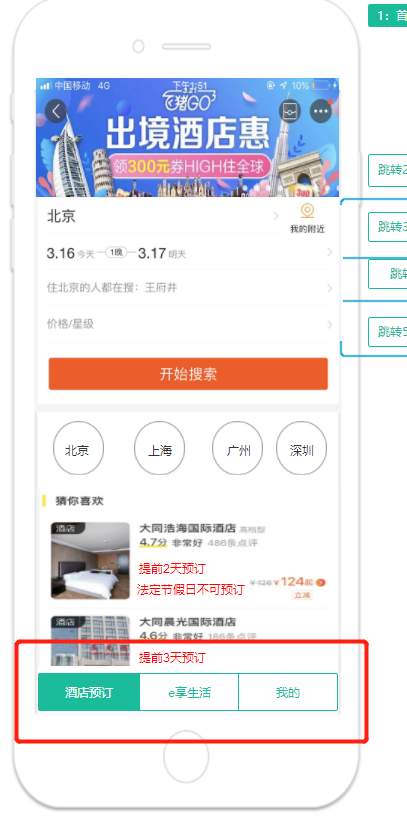 1：首
中国移动 4G 下午1:51 10%
飞猪GO
出境酒店惠
领300元券HIGH住全球
跳转2
北京
我的附近
跳转3
3.16 今天 1晚 3.17 明天
跳转
住北京的人都在搜：王府井
价格/星级
跳转5
开始搜索
北京 上海 广州 深圳
猜你喜欢
酒店
大同浩海国际酒店 高档型
4.7分 非常好 486条点评
提前2天预订
法定节假日不可预订
¥126 ¥124起
立减
酒店
大同晨光国际酒店
4.6分 非常好 186条点评
提前3天预订
酒店预订 e享生活 我的